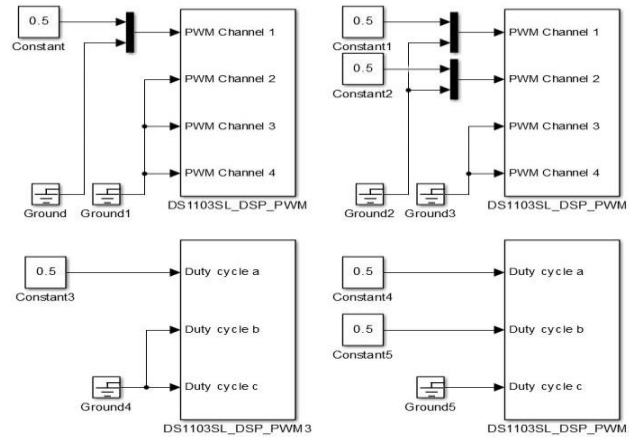 0.5
Constant
PWM Channel 1
PWM Channel 2
PWM Channel 3
PWM Channel 4
Ground
Ground1
DS1103SL_DSP_PWM
0.5
Constant1
0.5
Constant2
PWM Channel 1
PWM Channel 2
PWM Channel 3
PWM Channel 4
Ground2
Ground3
DS1103SL_DSP_PWM
0.5
Constant3
Duty cycle a
Duty cycle b
Duty cycle c
Ground4
DS1103SL_DSP_PWM3
0.5
Constant4
0.5
Constant5
Duty cycle a
Duty cycle b
Duty cycle c
Ground5
DS1103SL_DSP_PWM